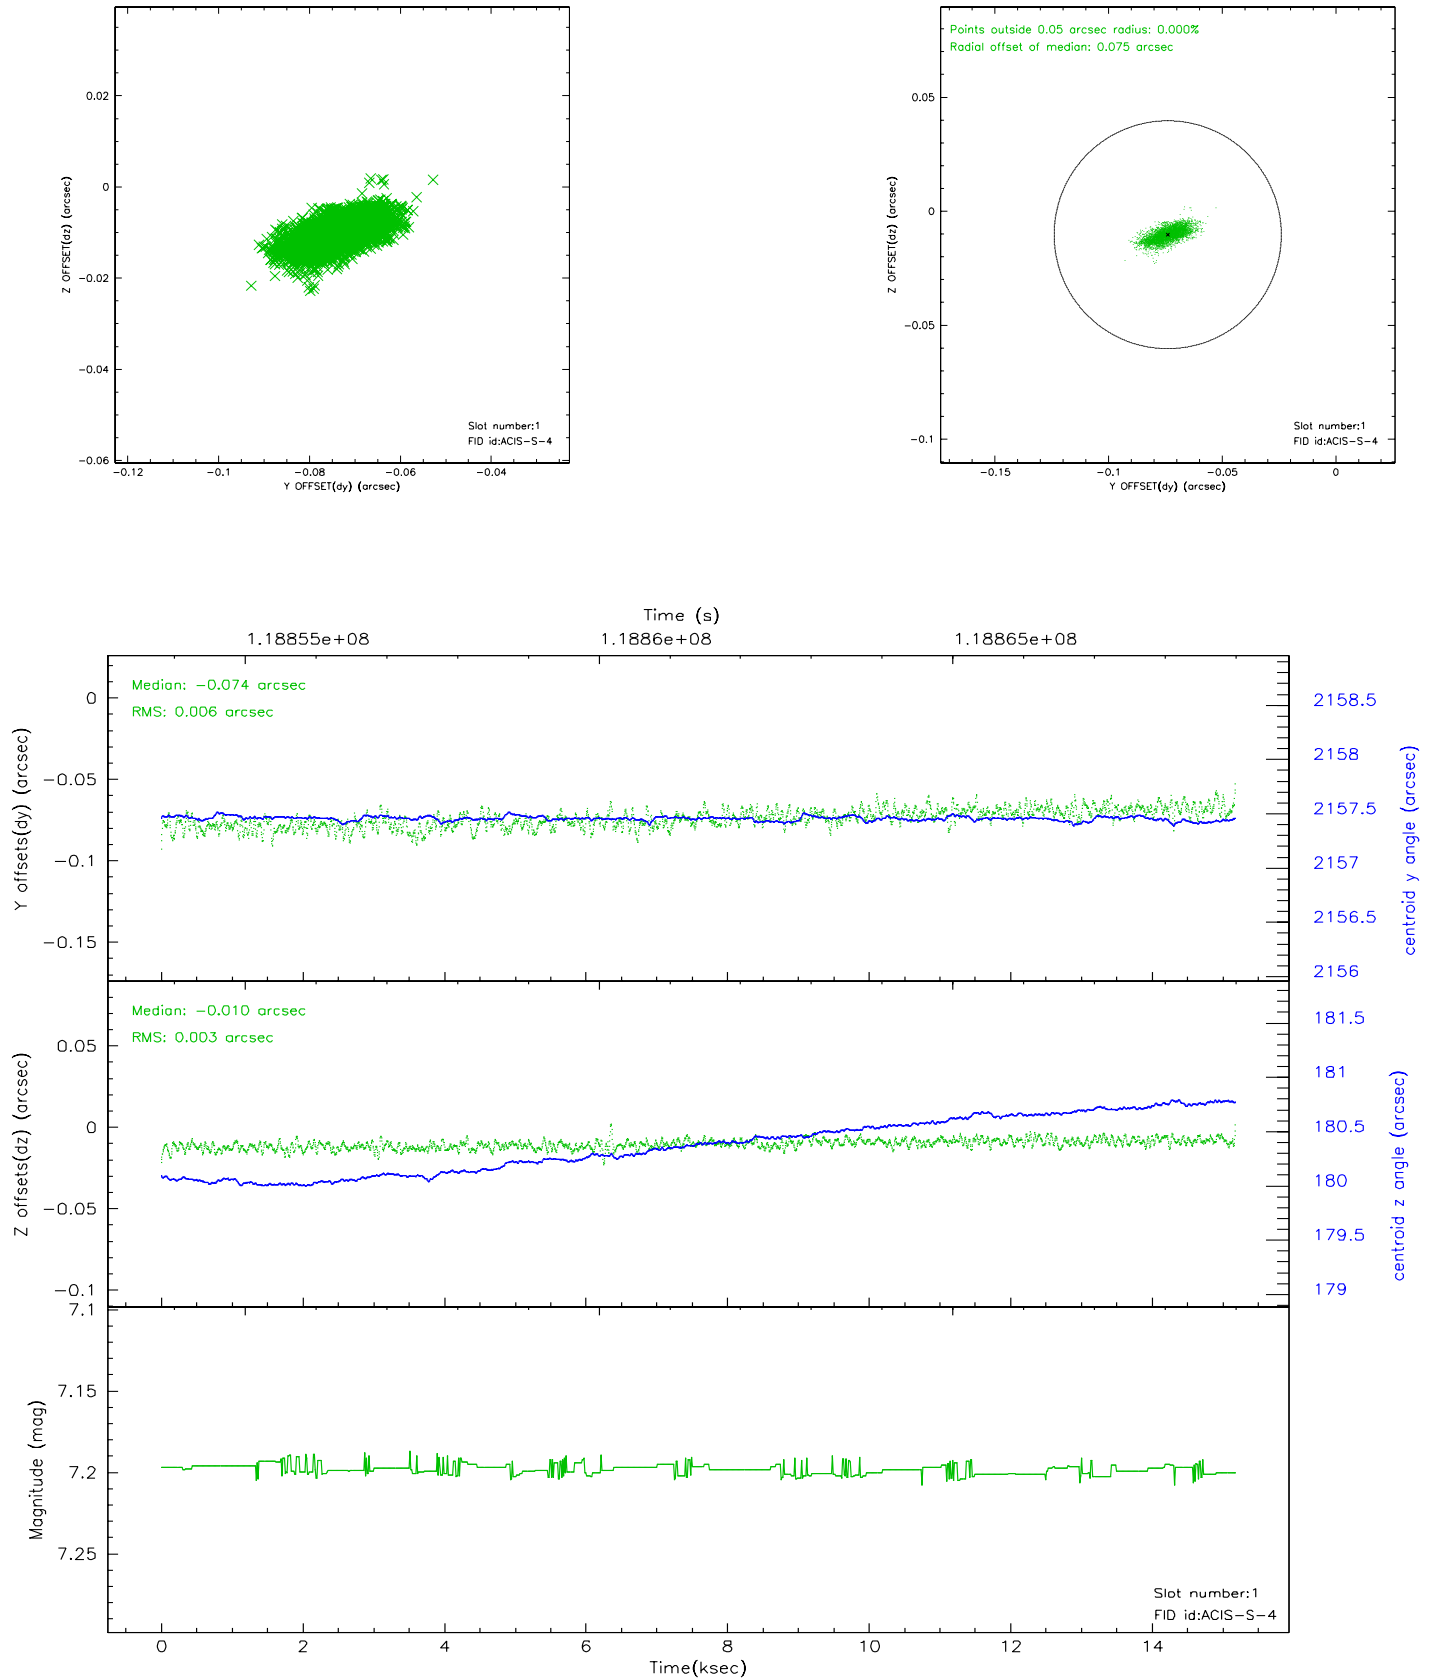 0.02
0
-0.02
-0.04
-0.06
-0.12
-0.1
-0.08
-0.06
-0.04
Z OFFSET(dz) (arcsec)
Y OFFSET(dy) (arcsec)
Slot number:1
FID id:ACIS-S-4
Points outside 0.05 arcsec radius: 0.000%
Radial offset of median: 0.075 arcsec
0.05
0
-0.05
-0.1
-0.15
-0.1
-0.05
0
Z OFFSET(dz) (arcsec)
Y OFFSET(dy) (arcsec)
Slot number:1
FID id:ACIS-S-4
Time (s)
1.18855e+08
1.1886e+08
1.18865e+08
Median: -0.074 arcsec
RMS: 0.006 arcsec
0
-0.05
-0.1
-0.15
Y offsets(dy) (arcsec)
2158.5
2158
2157.5
2157
2156.5
2156
centroid y angle (arcsec)
Median: -0.010 arcsec
RMS: 0.003 arcsec
0.05
0
-0.05
-0.1
Z offsets(dz) (arcsec)
181.5
181
180.5
180
179.5
179
centroid z angle (arcsec)
7.1
7.15
7.2
7.25
Magnitude (mag)
Slot number:1
FID id:ACIS-S-4
0
2
4
6
8
10
12
14
Time(ksec)